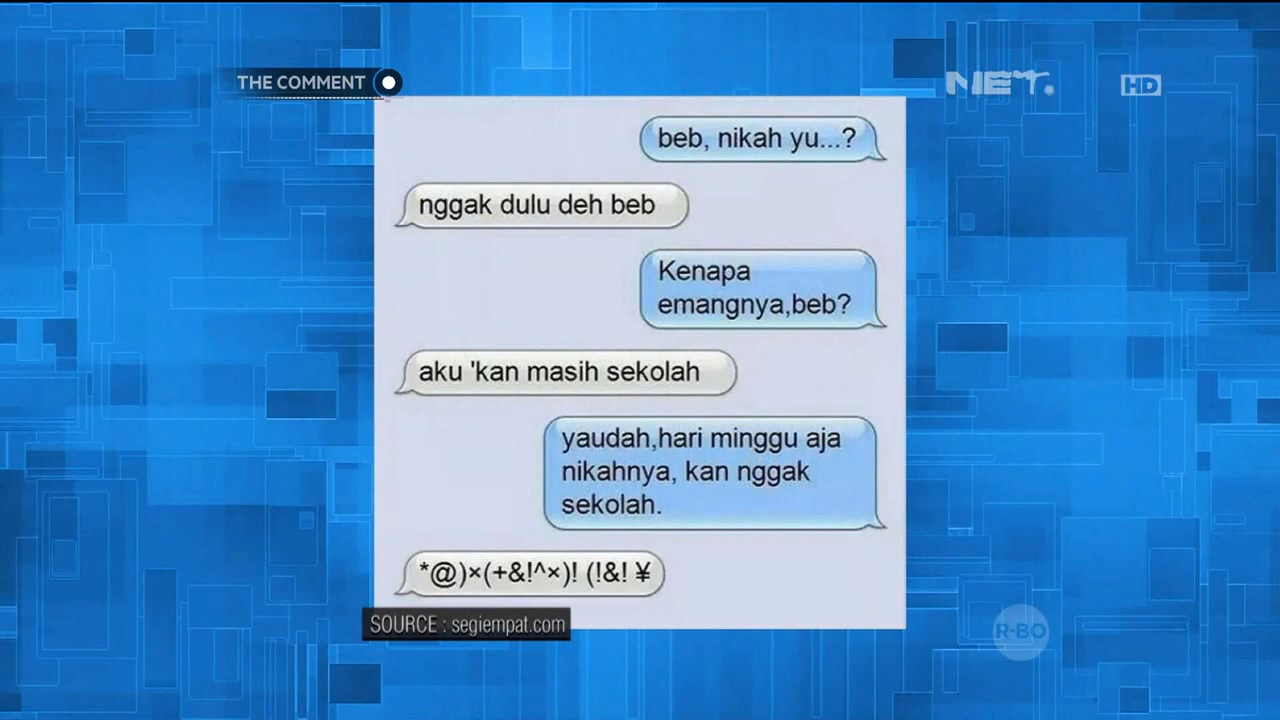 THE COMMENT
NET.
HD
beb, nikah yu...?
nggak dulu deh beb
Kenapa
emangnya,beb?
aku 'kan masih sekolah
yaudah,hari minggu aja
nikahnya, kan nggak
sekolah.
*@)×(+&!^×)! (!&! ¥
SOURCE : segiempat.com
R-BO